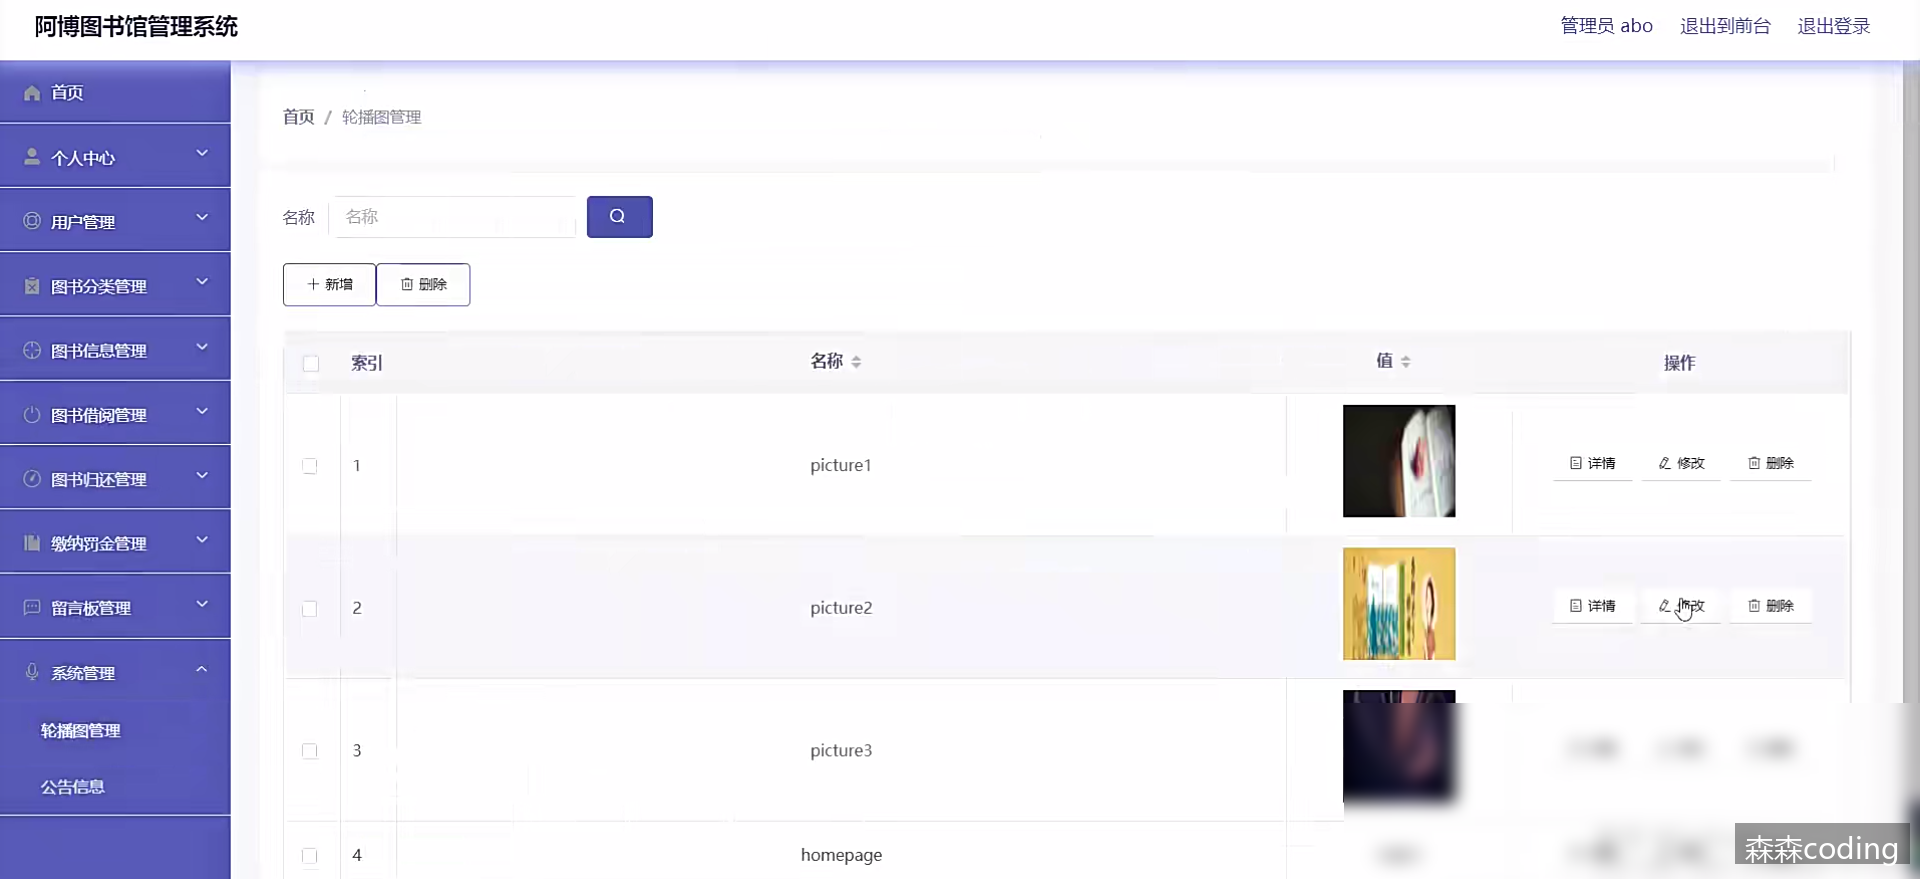 阿博图书馆管理系统
管理员 abo
退出到前台
退出登录
首页
个人中心
用户管理
图书分类管理
图书信息管理
图书借阅管理
图书归还管理
缴纳罚金管理
留言板管理
系统管理
轮播图管理
公告信息
首页 / 轮播图管理
名称 名称
新增 删除
索引 名称 值 操作
1 picture1 详情 修改 删除
2 picture2 详情 修改 删除
3 picture3
4 homepage
森森coding